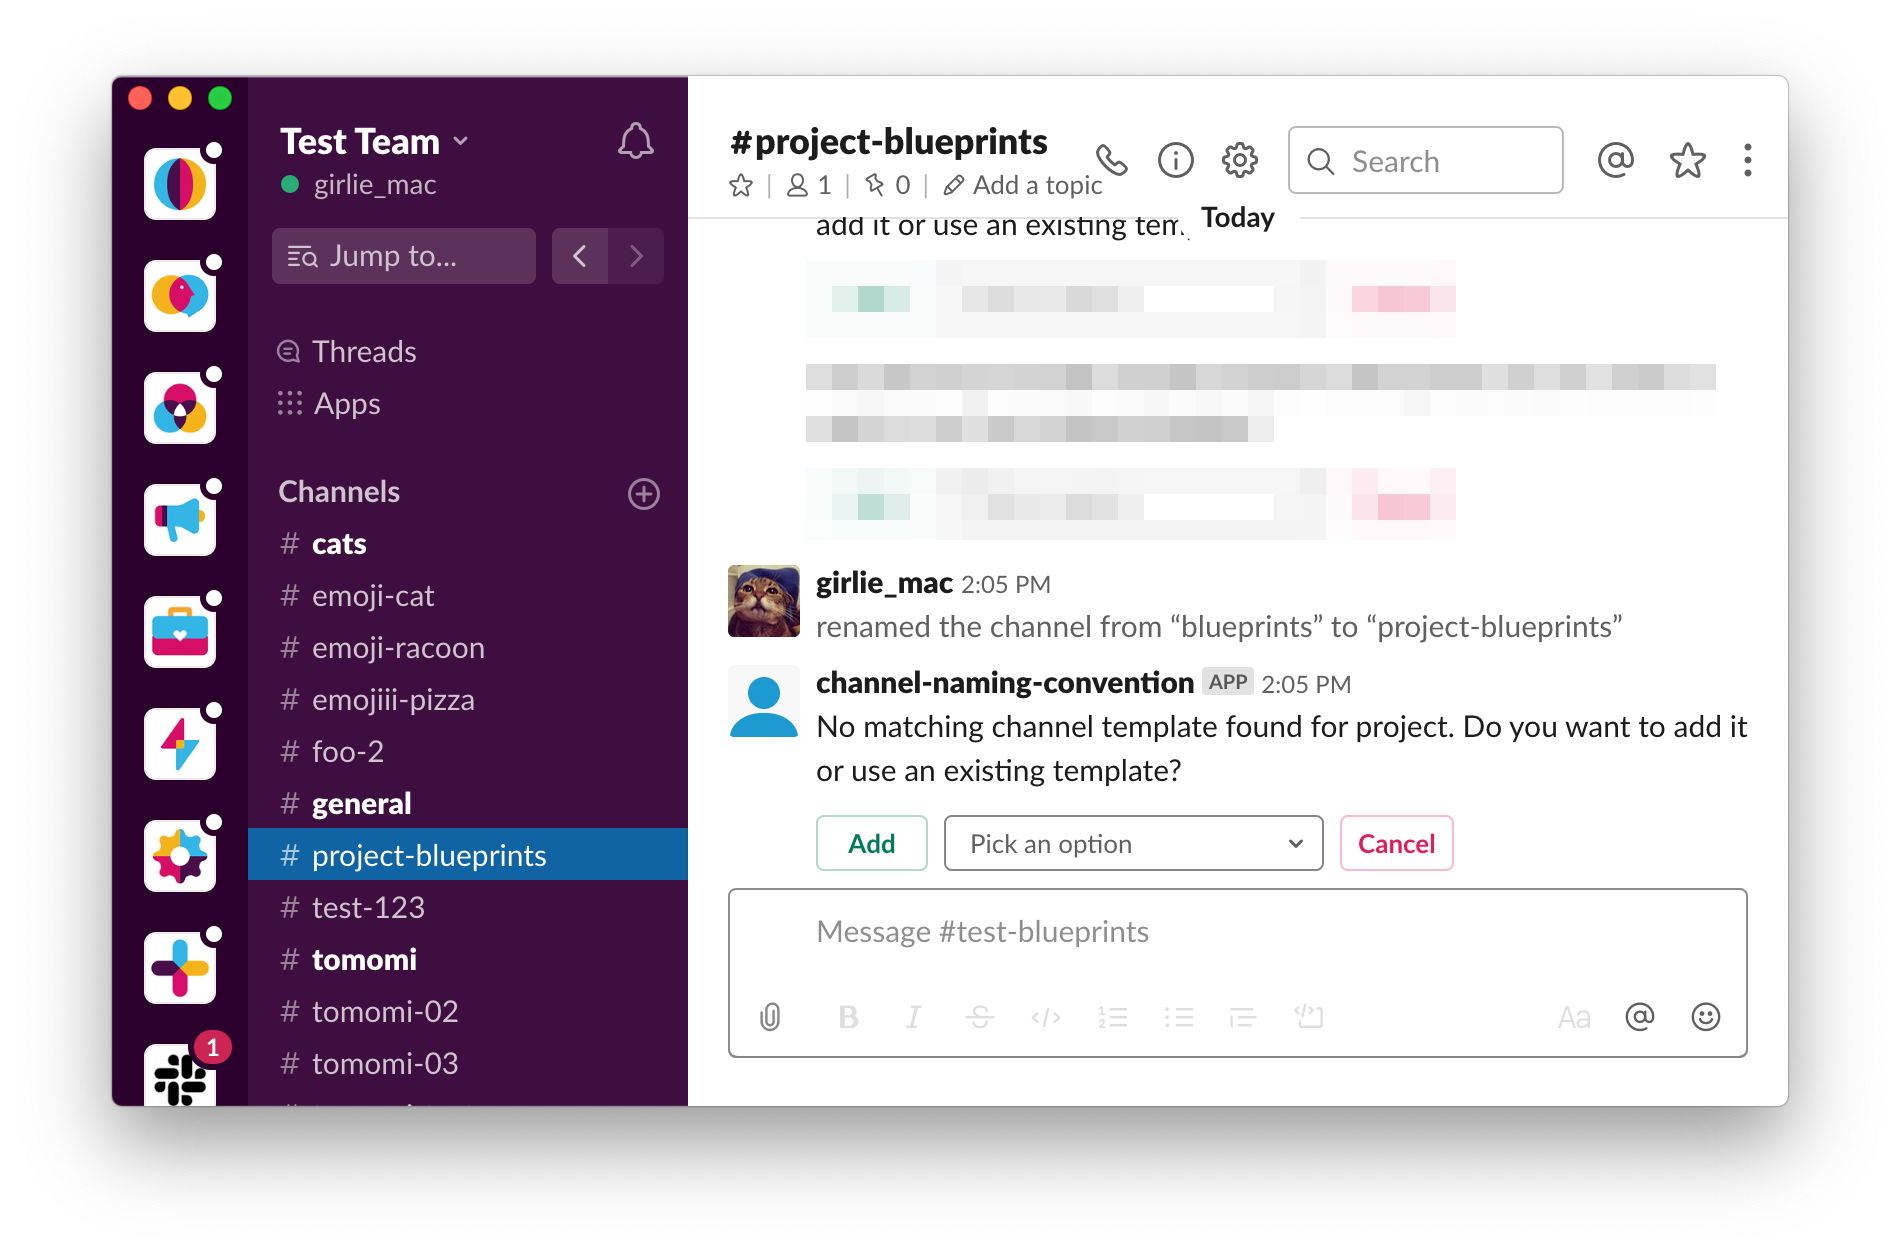 Test Team
girlie_mac
Jump to...
Threads
Apps
Channels
# cats
# emoji-cat
# emoji-racoon
# emojiii-pizza
# foo-2
# general
# project-blueprints
# test-123
# tomomi
# tomomi-02
# tomomi-03
1
#project-blueprints
1 | 0 | Add a topic
Search
Today
add it or use an existing tem
girlie_mac 2:05 PM
renamed the channel from “blueprints” to “project-blueprints”
channel-naming-convention APP 2:05 PM
No matching channel template found for project. Do you want to add it
or use an existing template?
Add
Pick an option
Cancel
Message #test-blueprints
B I S </> Aa @